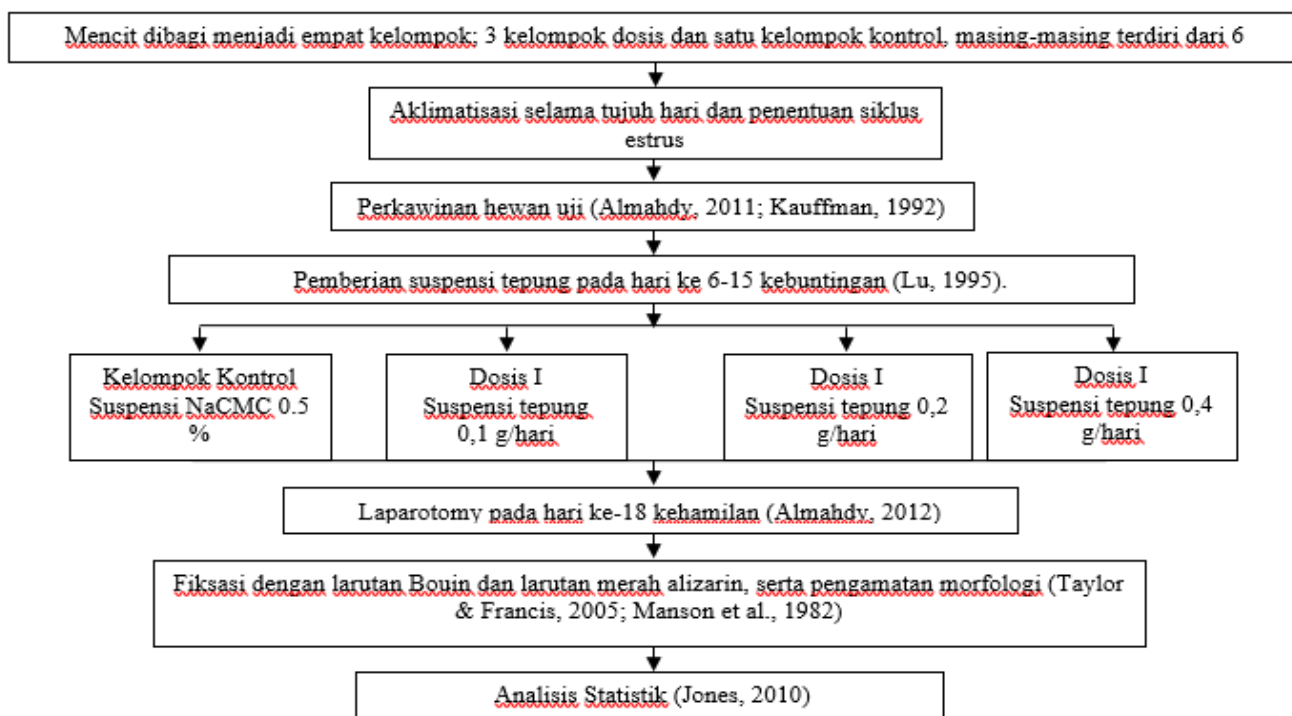 Mencit dibagi menjadi empat kelompok; 3 kelompok dosis dan satu kelompok kontrol, masing-masing terdiri dari 6
Aklimatisasi selama tujuh hari dan penentuan siklus
estrus
Perkawinan hewan uji (Almahdy, 2011; Kauffman, 1992)
Pemberian suspensi tepung pada hari ke 6-15 kebuntingan (Lu, 1995).
Kelompok Kontrol
Suspensi NaCMC 0.5
%
Dosis I
Suspensi tepung
0,1 g/hari
Dosis I
Suspensi tepung 0,2
g/hari
Dosis I
Suspensi tepung 0,4
g/hari
Laparotomy pada hari ke-18 kehamilan (Almahdy, 2012)
Fiksasi dengan larutan Bouin dan larutan merah alizarin, serta pengamatan morfologi (Taylor
& Francis, 2005; Manson et al., 1982)
Analisis Statistik (Jones, 2010)